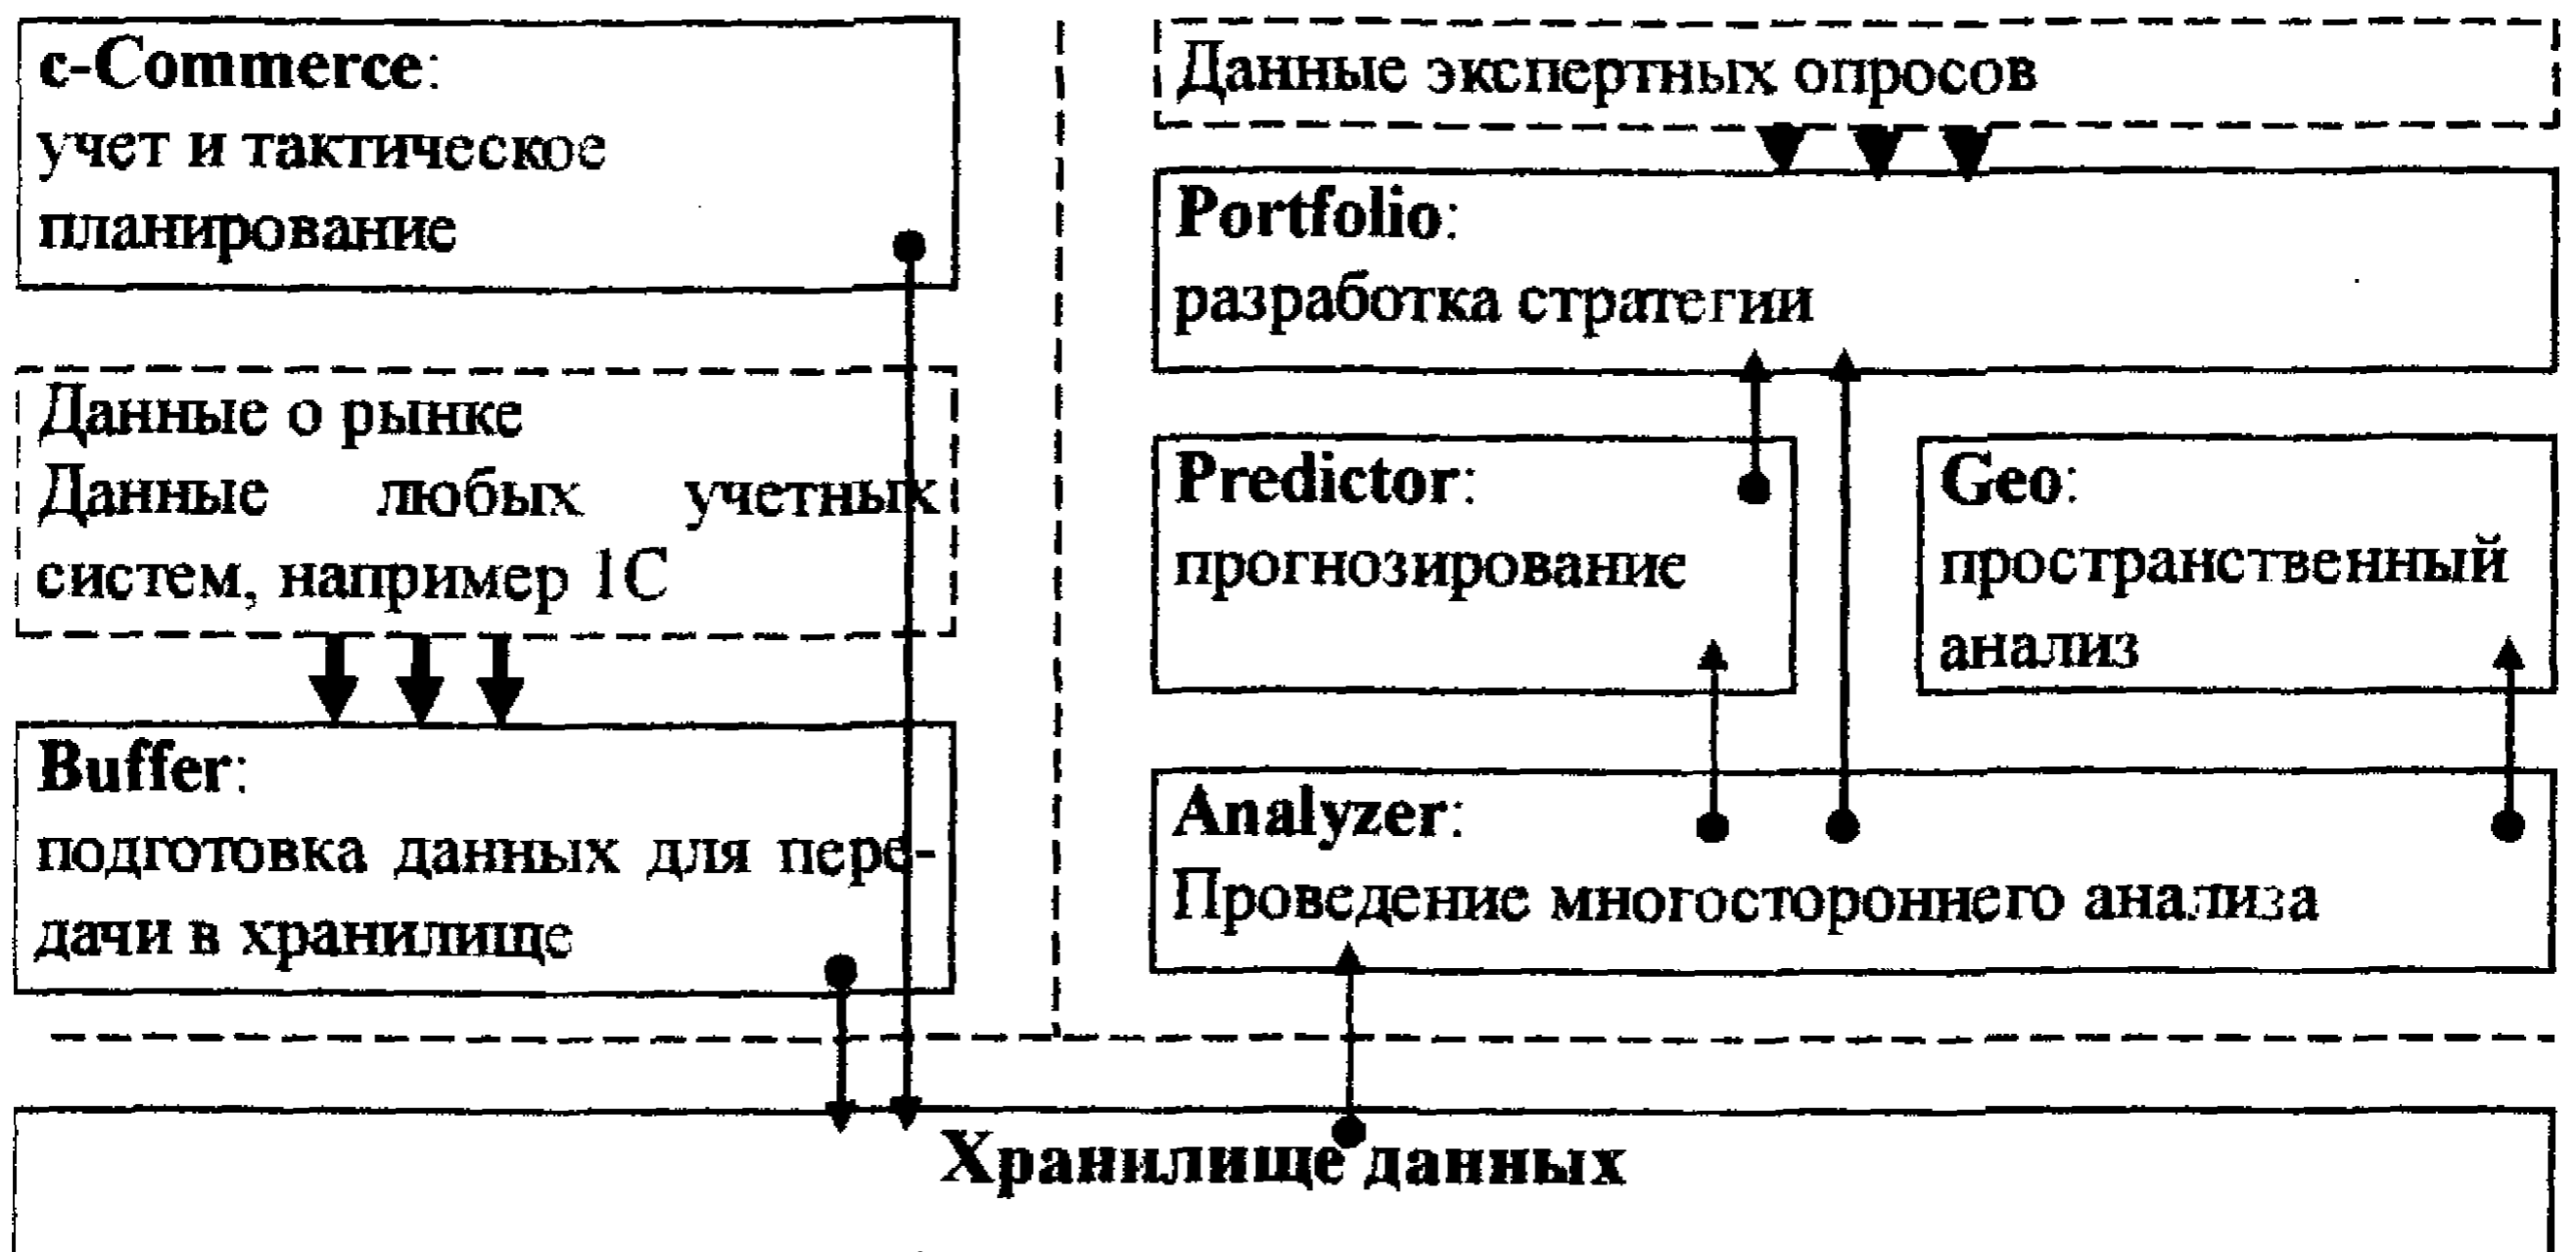 c-Commerce:
учет и тактическое
планирование
Данные о рынке
Данные любых учетных
систем, например 1С
Buffer:
подготовка данных для пере-
дачи в хранилище
Данные экспертных опросов
Portfolio:
разработка стратегии
Predictor:
прогнозирование
Geo:
пространственный
анализ
Analyzer:
Проведение многостороннего анализа
Хранилище данных